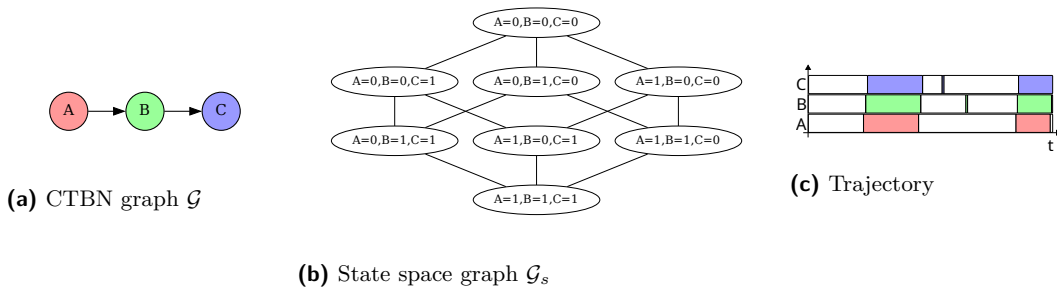 A B C
(a) CTBN graph 𝒢
A=0,B=0,C=0
A=0,B=0,C=1 A=0,B=1,C=0 A=1,B=0,C=0
A=0,B=1,C=1 A=1,B=0,C=1 A=1,B=1,C=0
A=1,B=1,C=1
(b) State space graph 𝒢ₛ
C
B
A
t
(c) Trajectory